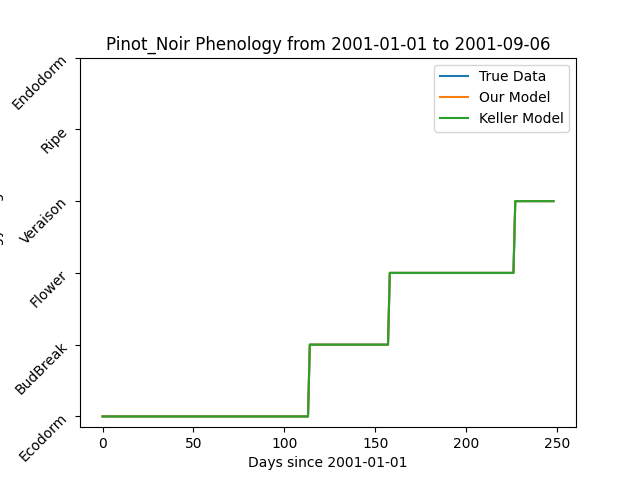 Pinot_Noir Phenology from 2001-01-01 to 2001-09-06
Endodorm
Ripe
Veraison
Flower
BudBreak
Ecodorm
True Data
Our Model
Keller Model
0 50 100 150 200 250
Days since 2001-01-01